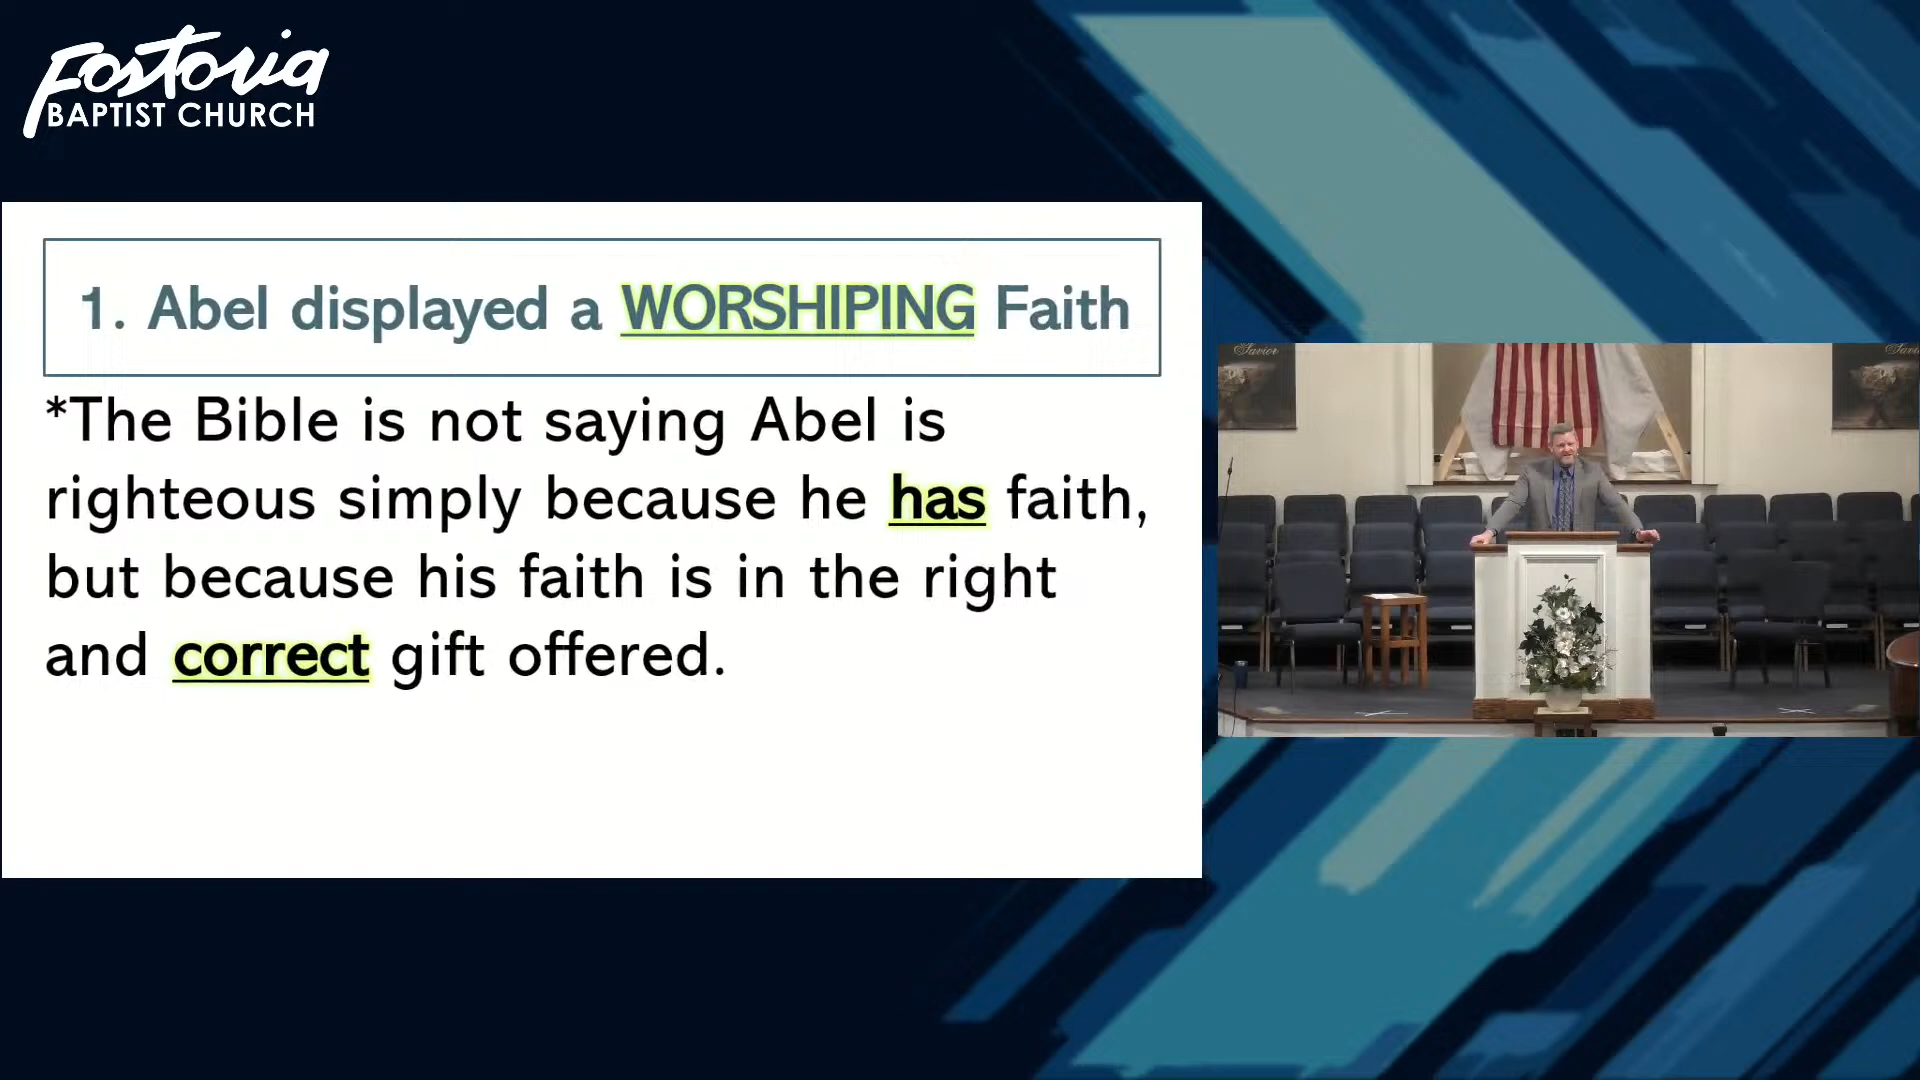 Fostoria
BAPTIST CHURCH
1. Abel displayed a WORSHIPING Faith
*The Bible is not saying Abel is
righteous simply because he has faith,
but because his faith is in the right
and correct gift offered.
Savior